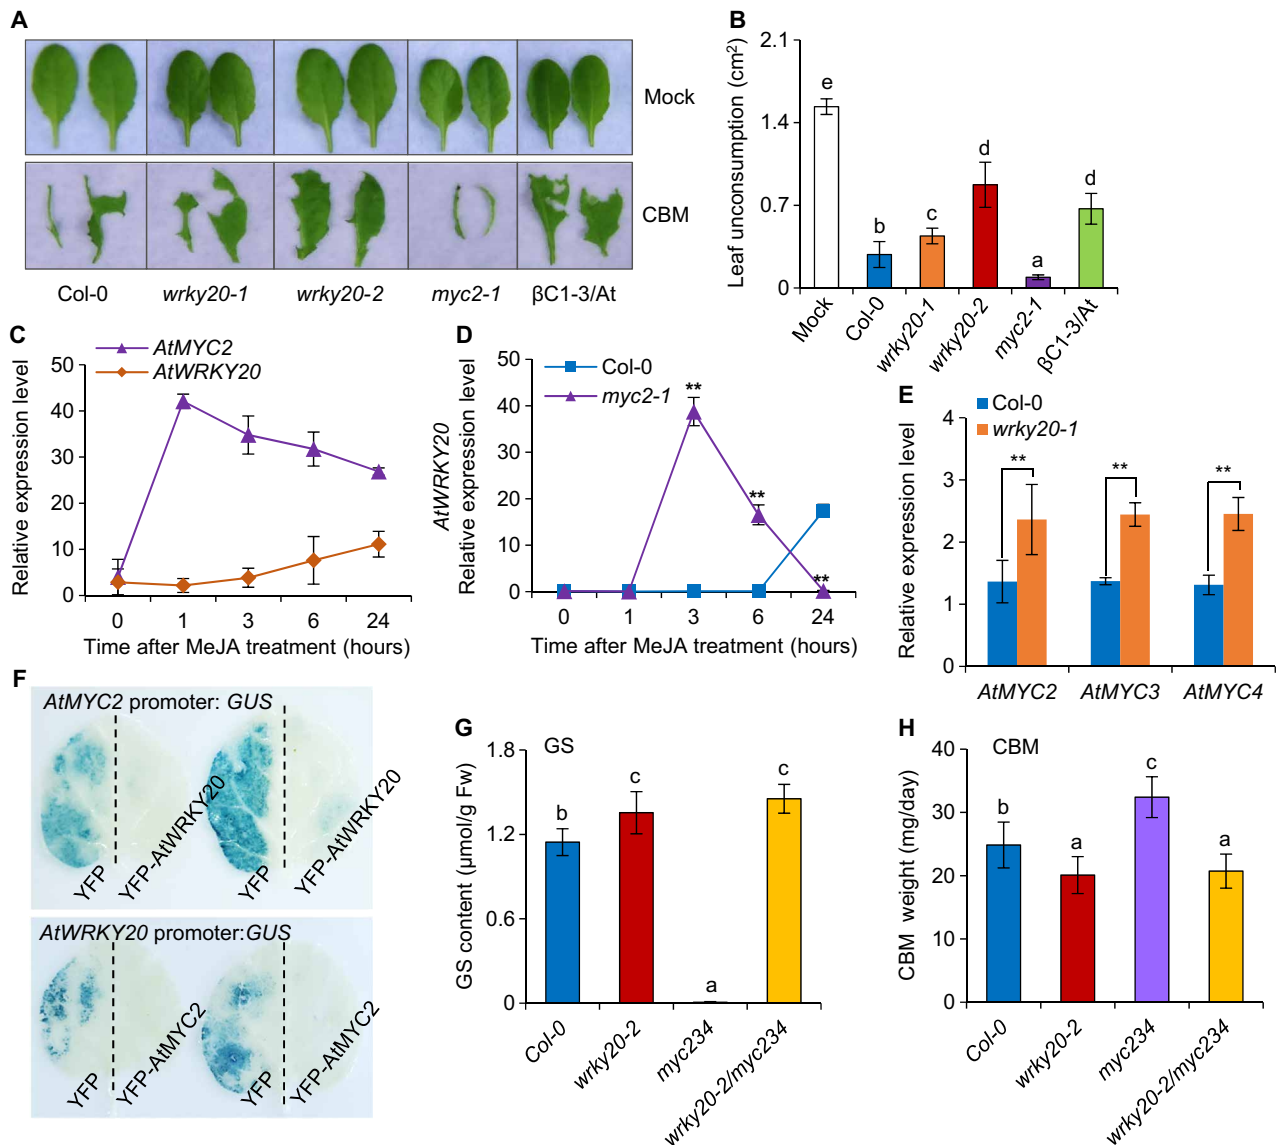 A
Mock
CBM
Col-0
wrky20-1
wrky20-2
myc2-1
βC1-3/At
B
Leaf unconsumption (cm²)
2.1
1.4
0.7
0
e
b
c
d
a
d
Mock
Col-0
wrky20-1
wrky20-2
myc2-1
βC1-3/At
C
AtMYC2
AtWRKY20
Relative expression level
50
40
30
20
10
0
0 1 3 6 24
Time after MeJA treatment (hours)
D
Col-0
myc2-1
AtWRKY20
Relative expression level
50
40
30
20
10
0
**
**
**
0 1 3 6 24
Time after MeJA treatment (hours)
E
Col-0
wrky20-1
Relative expression level
4
3
2
1
0
**
**
**
AtMYC2
AtMYC3
AtMYC4
F
AtMYC2 promoter: GUS
YFP
YFP-AtWRKY20
YFP
YFP-AtWRKY20
AtWRKY20 promoter:GUS
YFP
YFP-AtMYC2
YFP
YFP-AtMYC2
G
GS
GS content (μmol/g Fw)
1.8
1.2
0.6
0
b
c
a
c
Col-0
wrky20-2
myc234
wrky20-2/myc234
H
CBM
CBM weight (mg/day)
40
30
20
10
0
b
a
c
a
Col-0
wrky20-2
myc234
wrky20-2/myc234